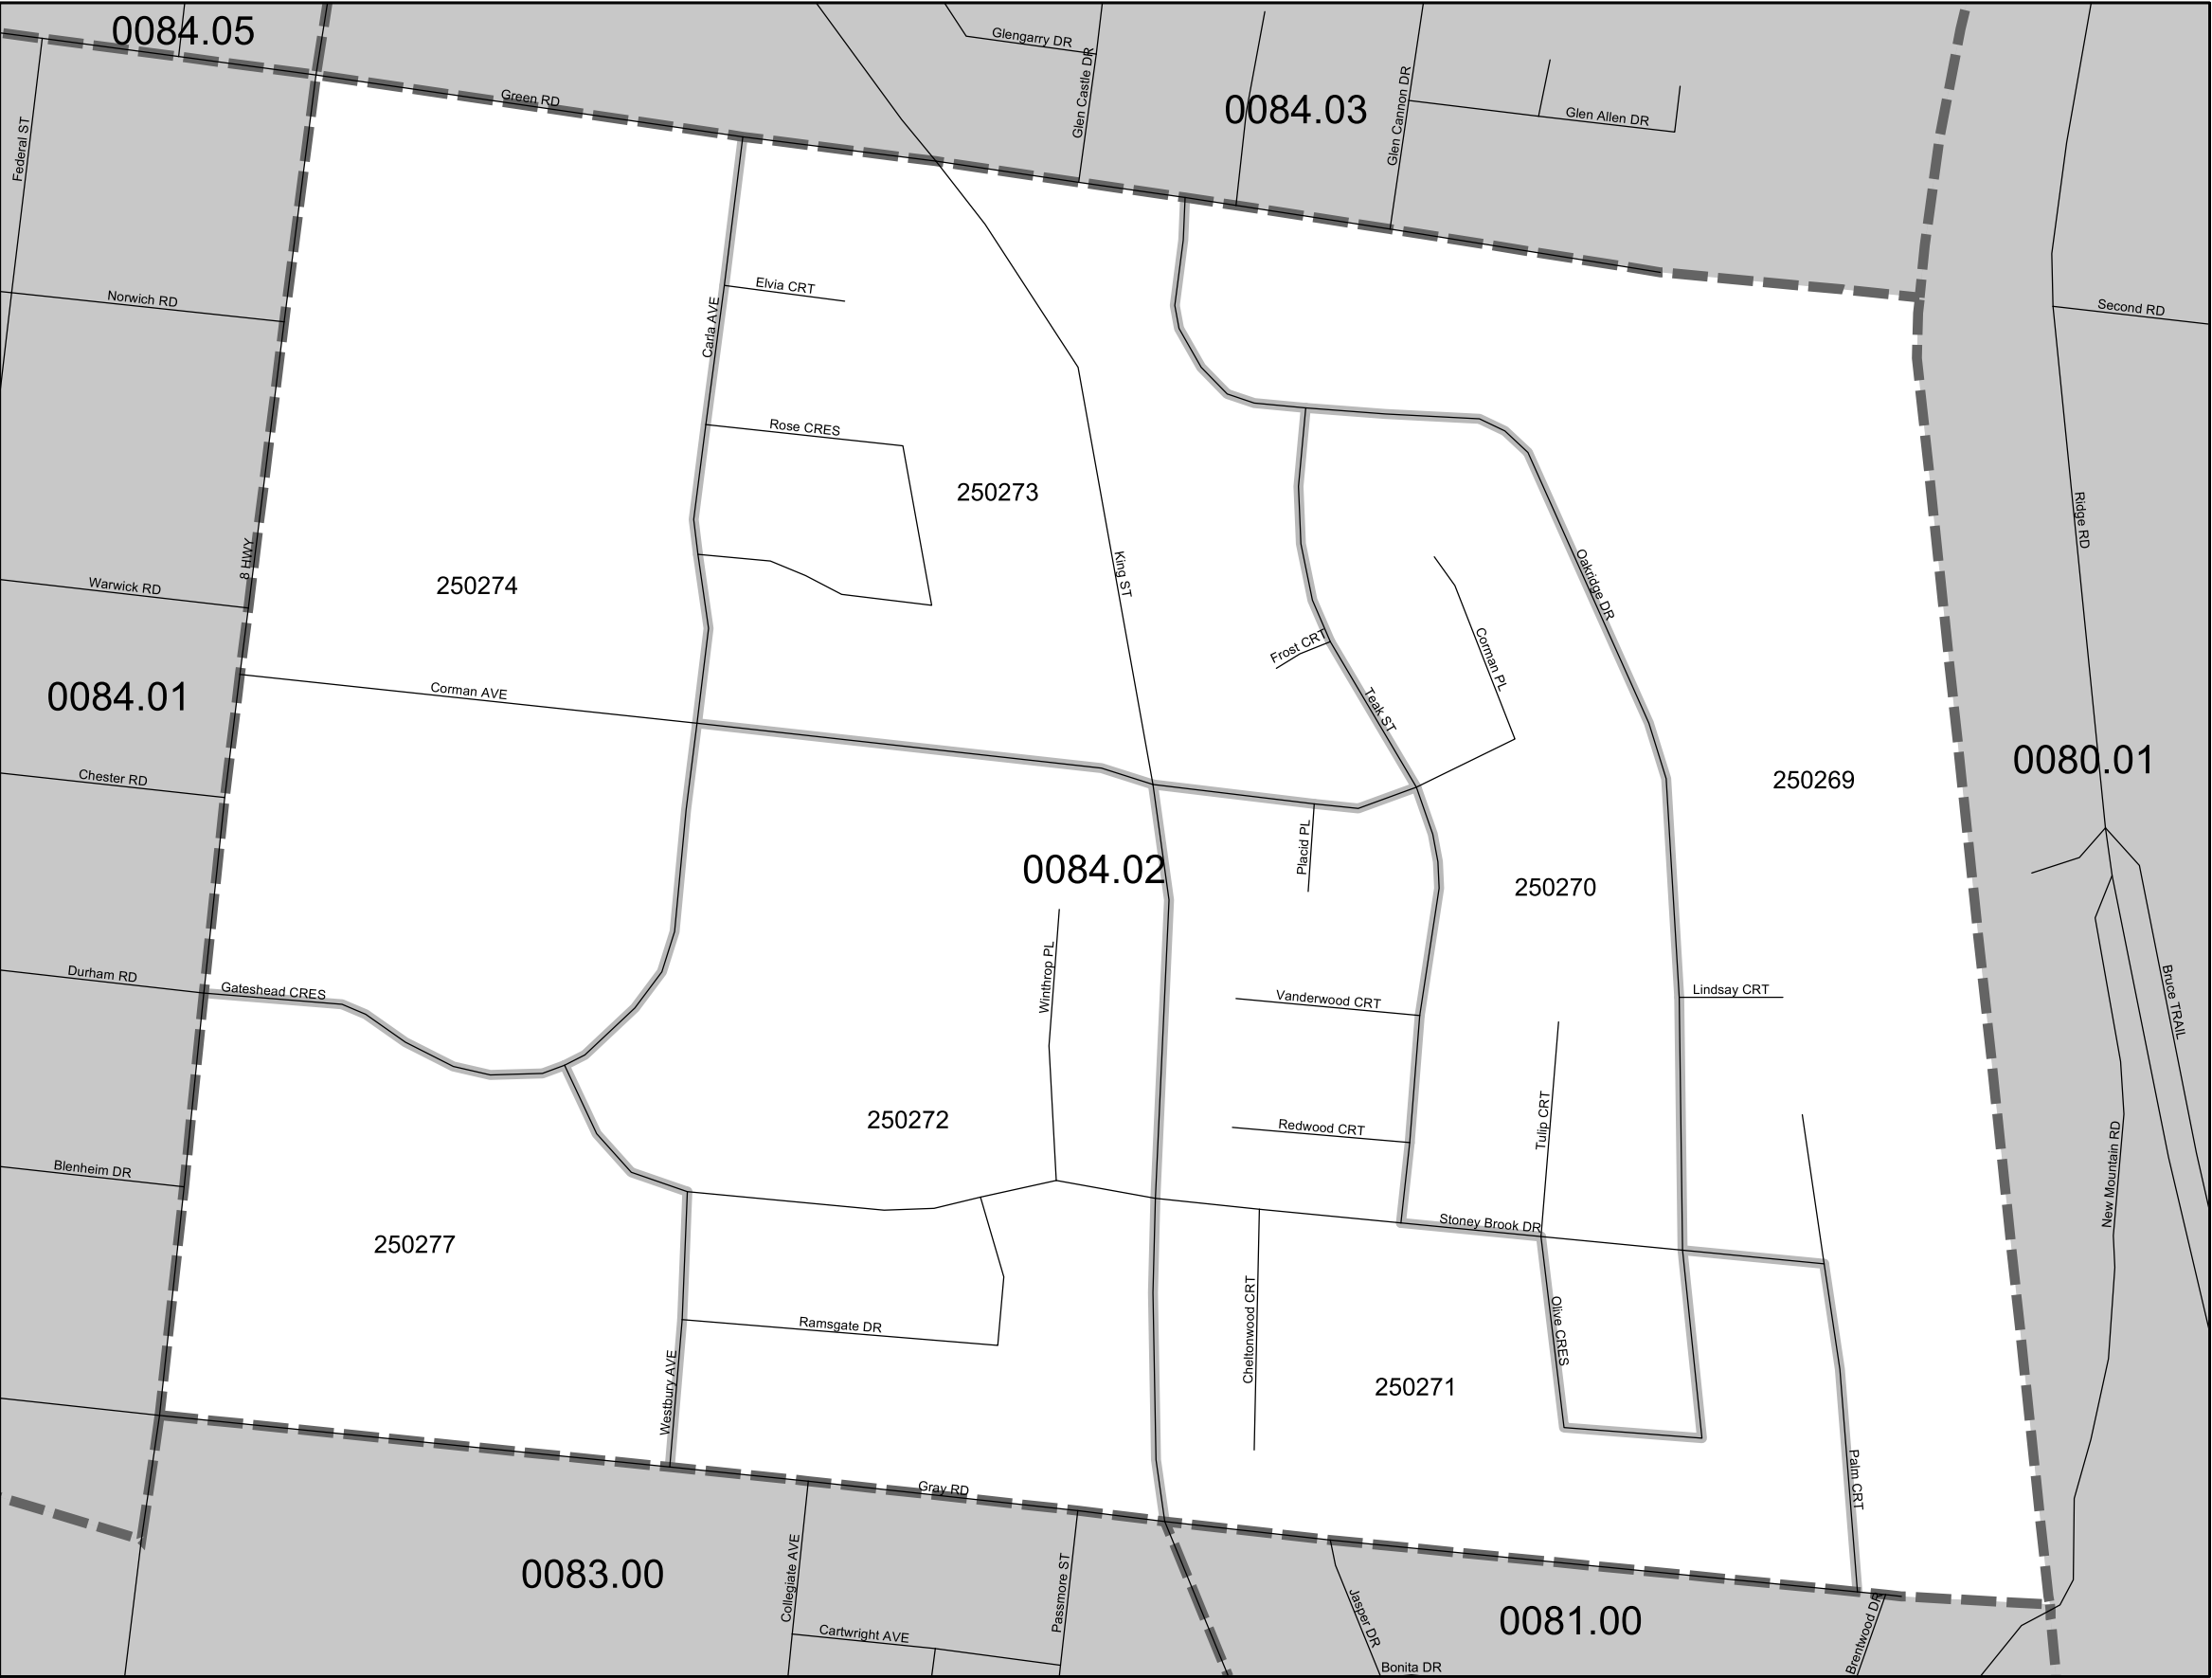 0084.05
Glengarry DR
Glen Castle DR
0084.03
Glen Cannon DR
Glen Allen DR
Green RD
Federal ST
Norwich RD
Elvia CRT
Carla AVE
Second RD
Rose CRES
250273
Ridge RD
8 HWY
King ST
Oakridge DR
Warwick RD
250274
Frost CRT
Corman PL
0084.01
Corman AVE
Teak ST
0080.01
Chester RD
250269
Placid PL
0084.02
250270
Durham RD
Gateshead CRES
Winthrop PL
Vanderwood CRT
Lindsay CRT
Bruce TRAIL
250272
Redwood CRT
Tulip CRT
Blenheim DR
New Mountain RD
250277
Stoney Brook DR
Ramsgate DR
Cheltonwood CRT
Olive CRES
Westbury AVE
250271
Palm CRT
Gray RD
0083.00
Collegiate AVE
Passmore ST
Cartwright AVE
Jasper DR
0081.00
Brentwood DR
Bonita DR